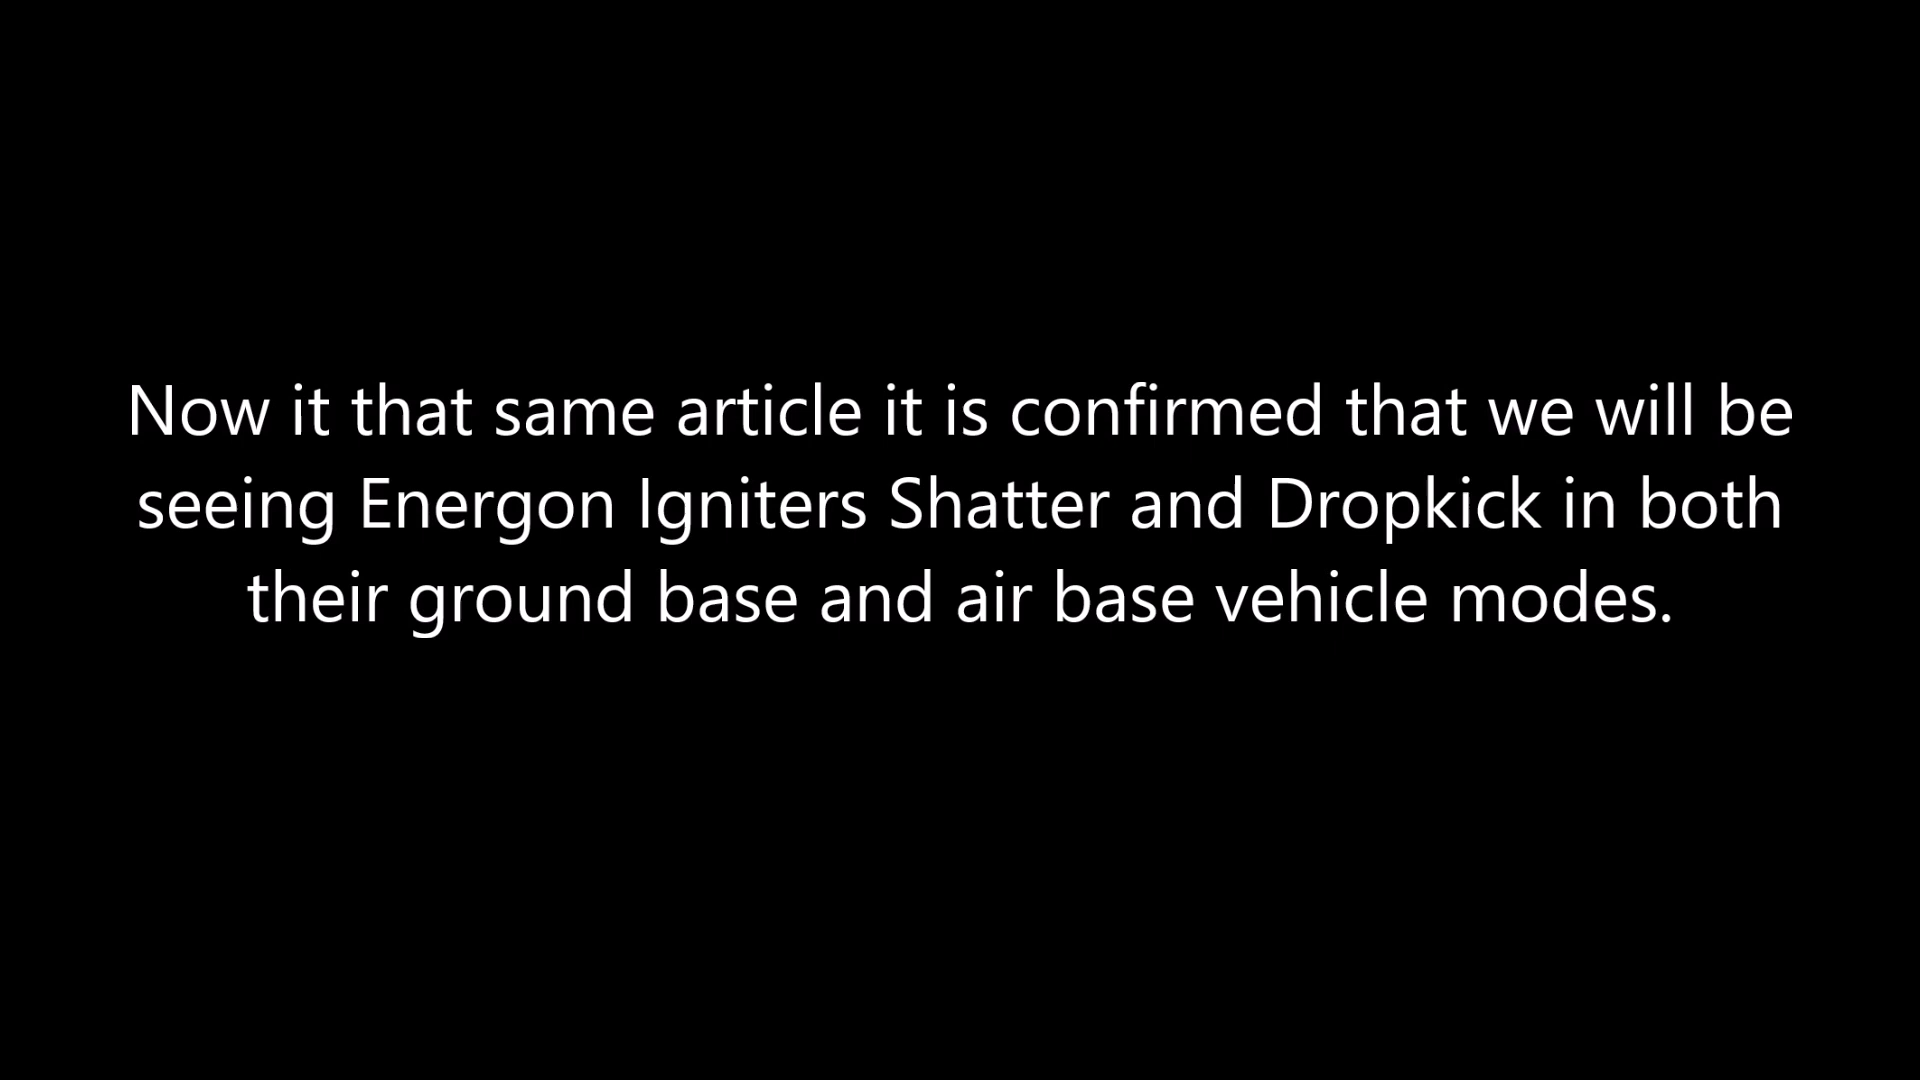 Now it that same article it is confirmed that we will be
seeing Energon Igniters Shatter and Dropkick in both
their ground base and air base vehicle modes.